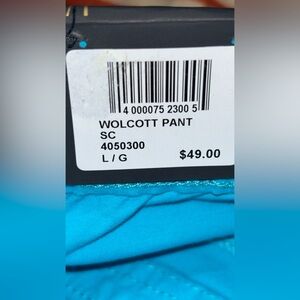 4 000075 2300 5
WOLCOTT PANT
SC
4050300
L / G $49.00